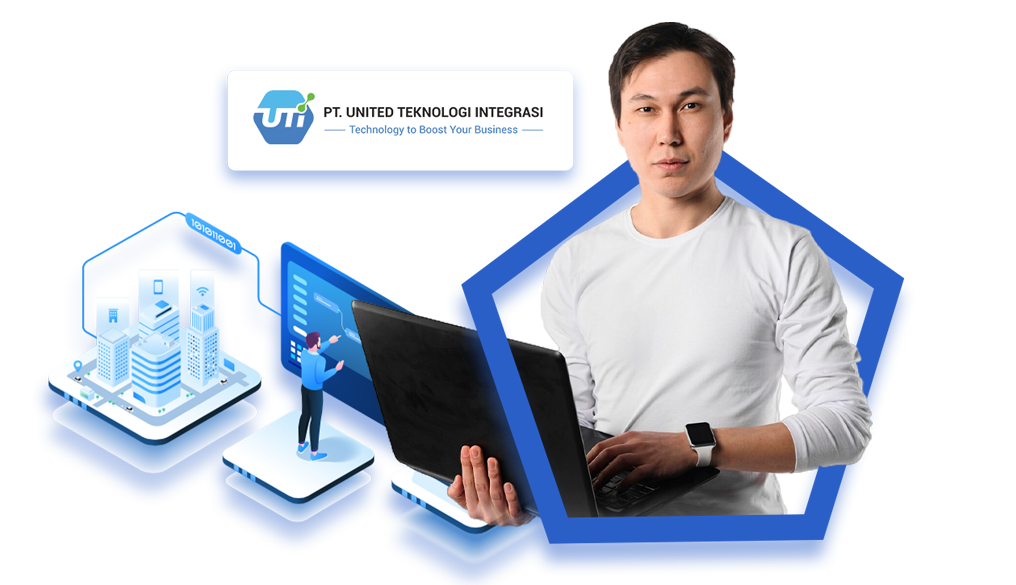 UTi
PT. UNITED TEKNOLOGI INTEGRASI
Technology to Boost Your Business
101011001